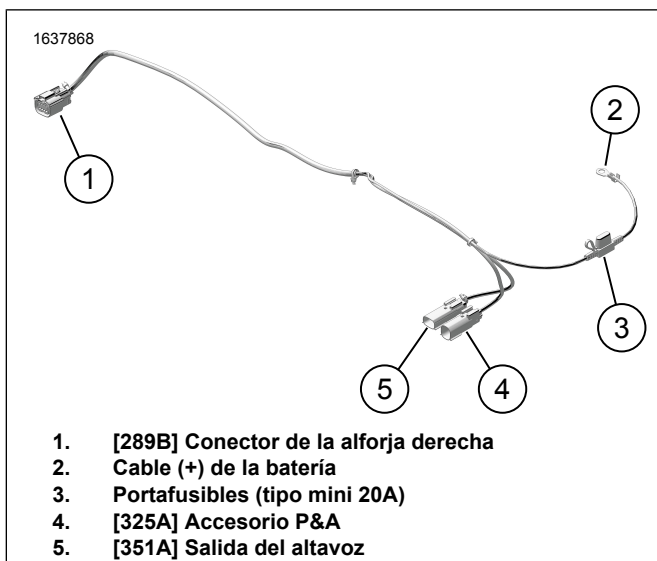 1637868
1
2
3
5
4
1. [289B] Conector de la alforja derecha
2. Cable (+) de la batería
3. Portafusibles (tipo mini 20A)
4. [325A] Accesorio P&A
5. [351A] Salida del altavoz